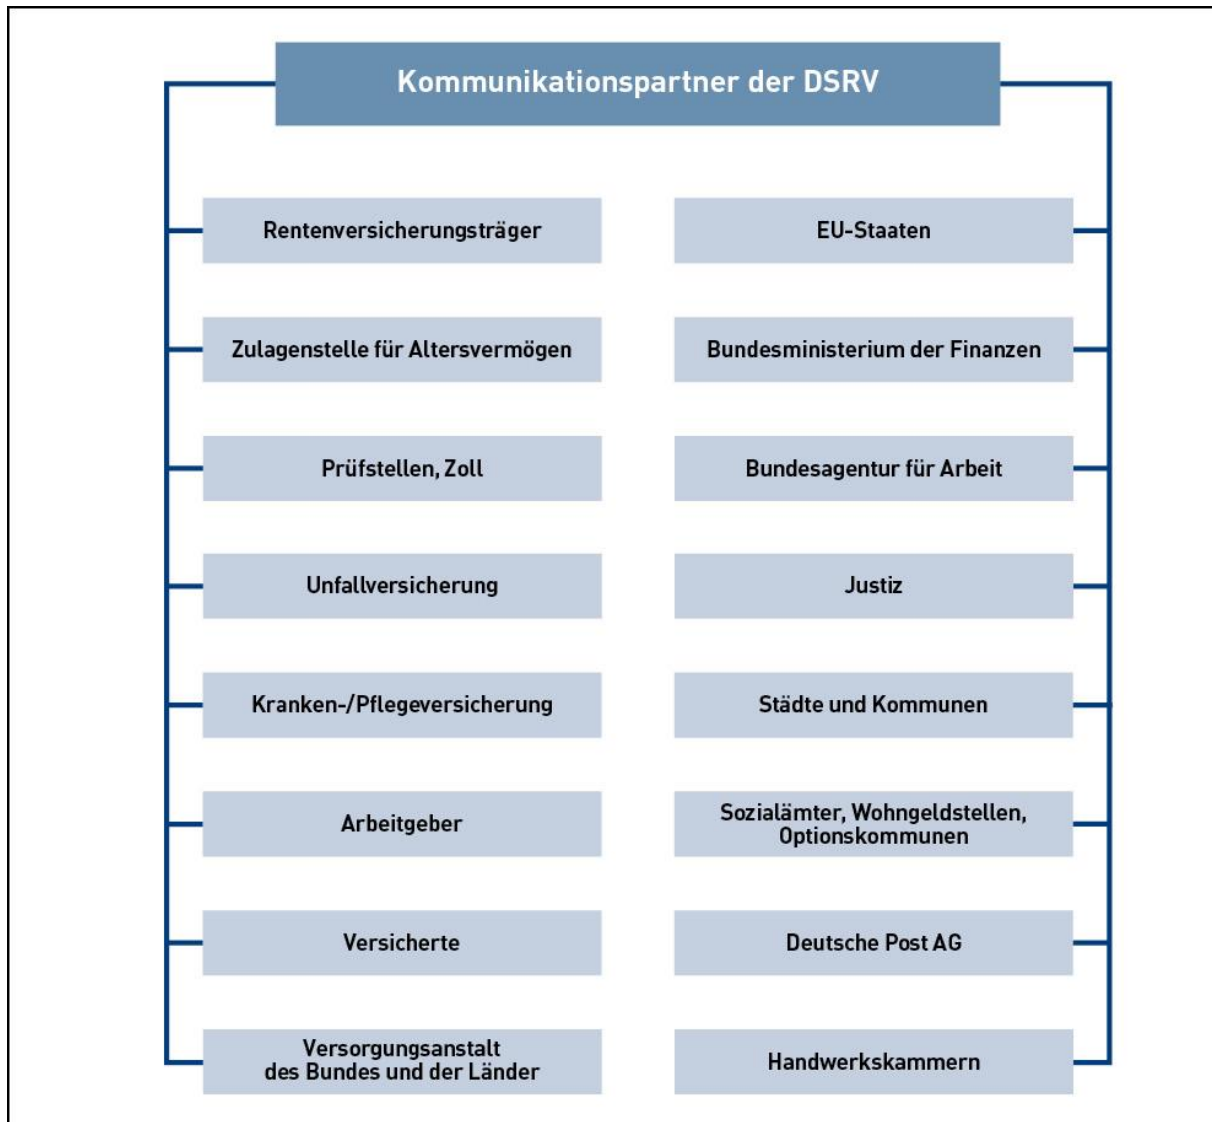 Kommunikationspartner der DSRV
Rentenversicherungsträger
Zulagenstelle für Altersvermögen
Prüfstellen, Zoll
Unfallversicherung
Kranken-/Pflegeversicherung
Arbeitgeber
Versicherte
Versorgungsanstalt
des Bundes und der Länder
EU-Staaten
Bundesministerium der Finanzen
Bundesagentur für Arbeit
Justiz
Städte und Kommunen
Sozialämter, Wohngeldstellen,
Optionskommunen
Deutsche Post AG
Handwerkskammern